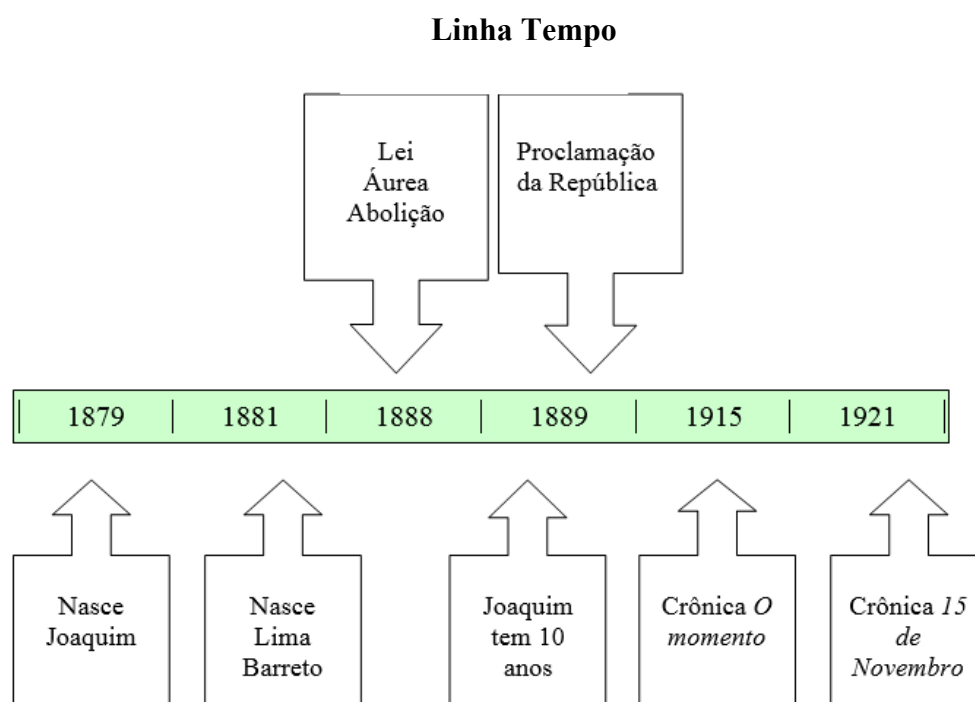 Linha Tempo
Lei
Áurea
Abolição
Proclamação
da República
1879
1881
1888
1889
1915
1921
Nasce
Joaquim
Nasce
Lima
Barreto
Joaquim
tem 10
anos
Crônica O
momento
Crônica 15
de
Novembro